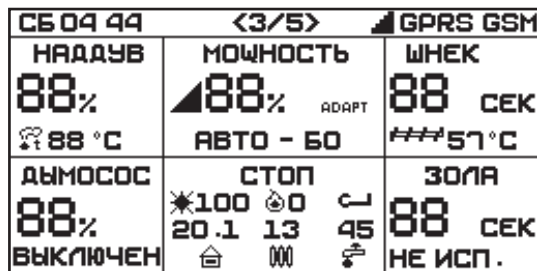 СБ 04 44 <3/5> GPRS GSM
НАДДУВ МОЩНОСТЬ ШНЕК
88% 88% ADAPT 88 СЕК
t 88 °C АВТО - 60 57°C
ДЫМОСОС СТОП ЗОЛА
88% 100 0 88 СЕК
20.1 13 45
ВЫКЛЮЧЕН НЕ ИСП.